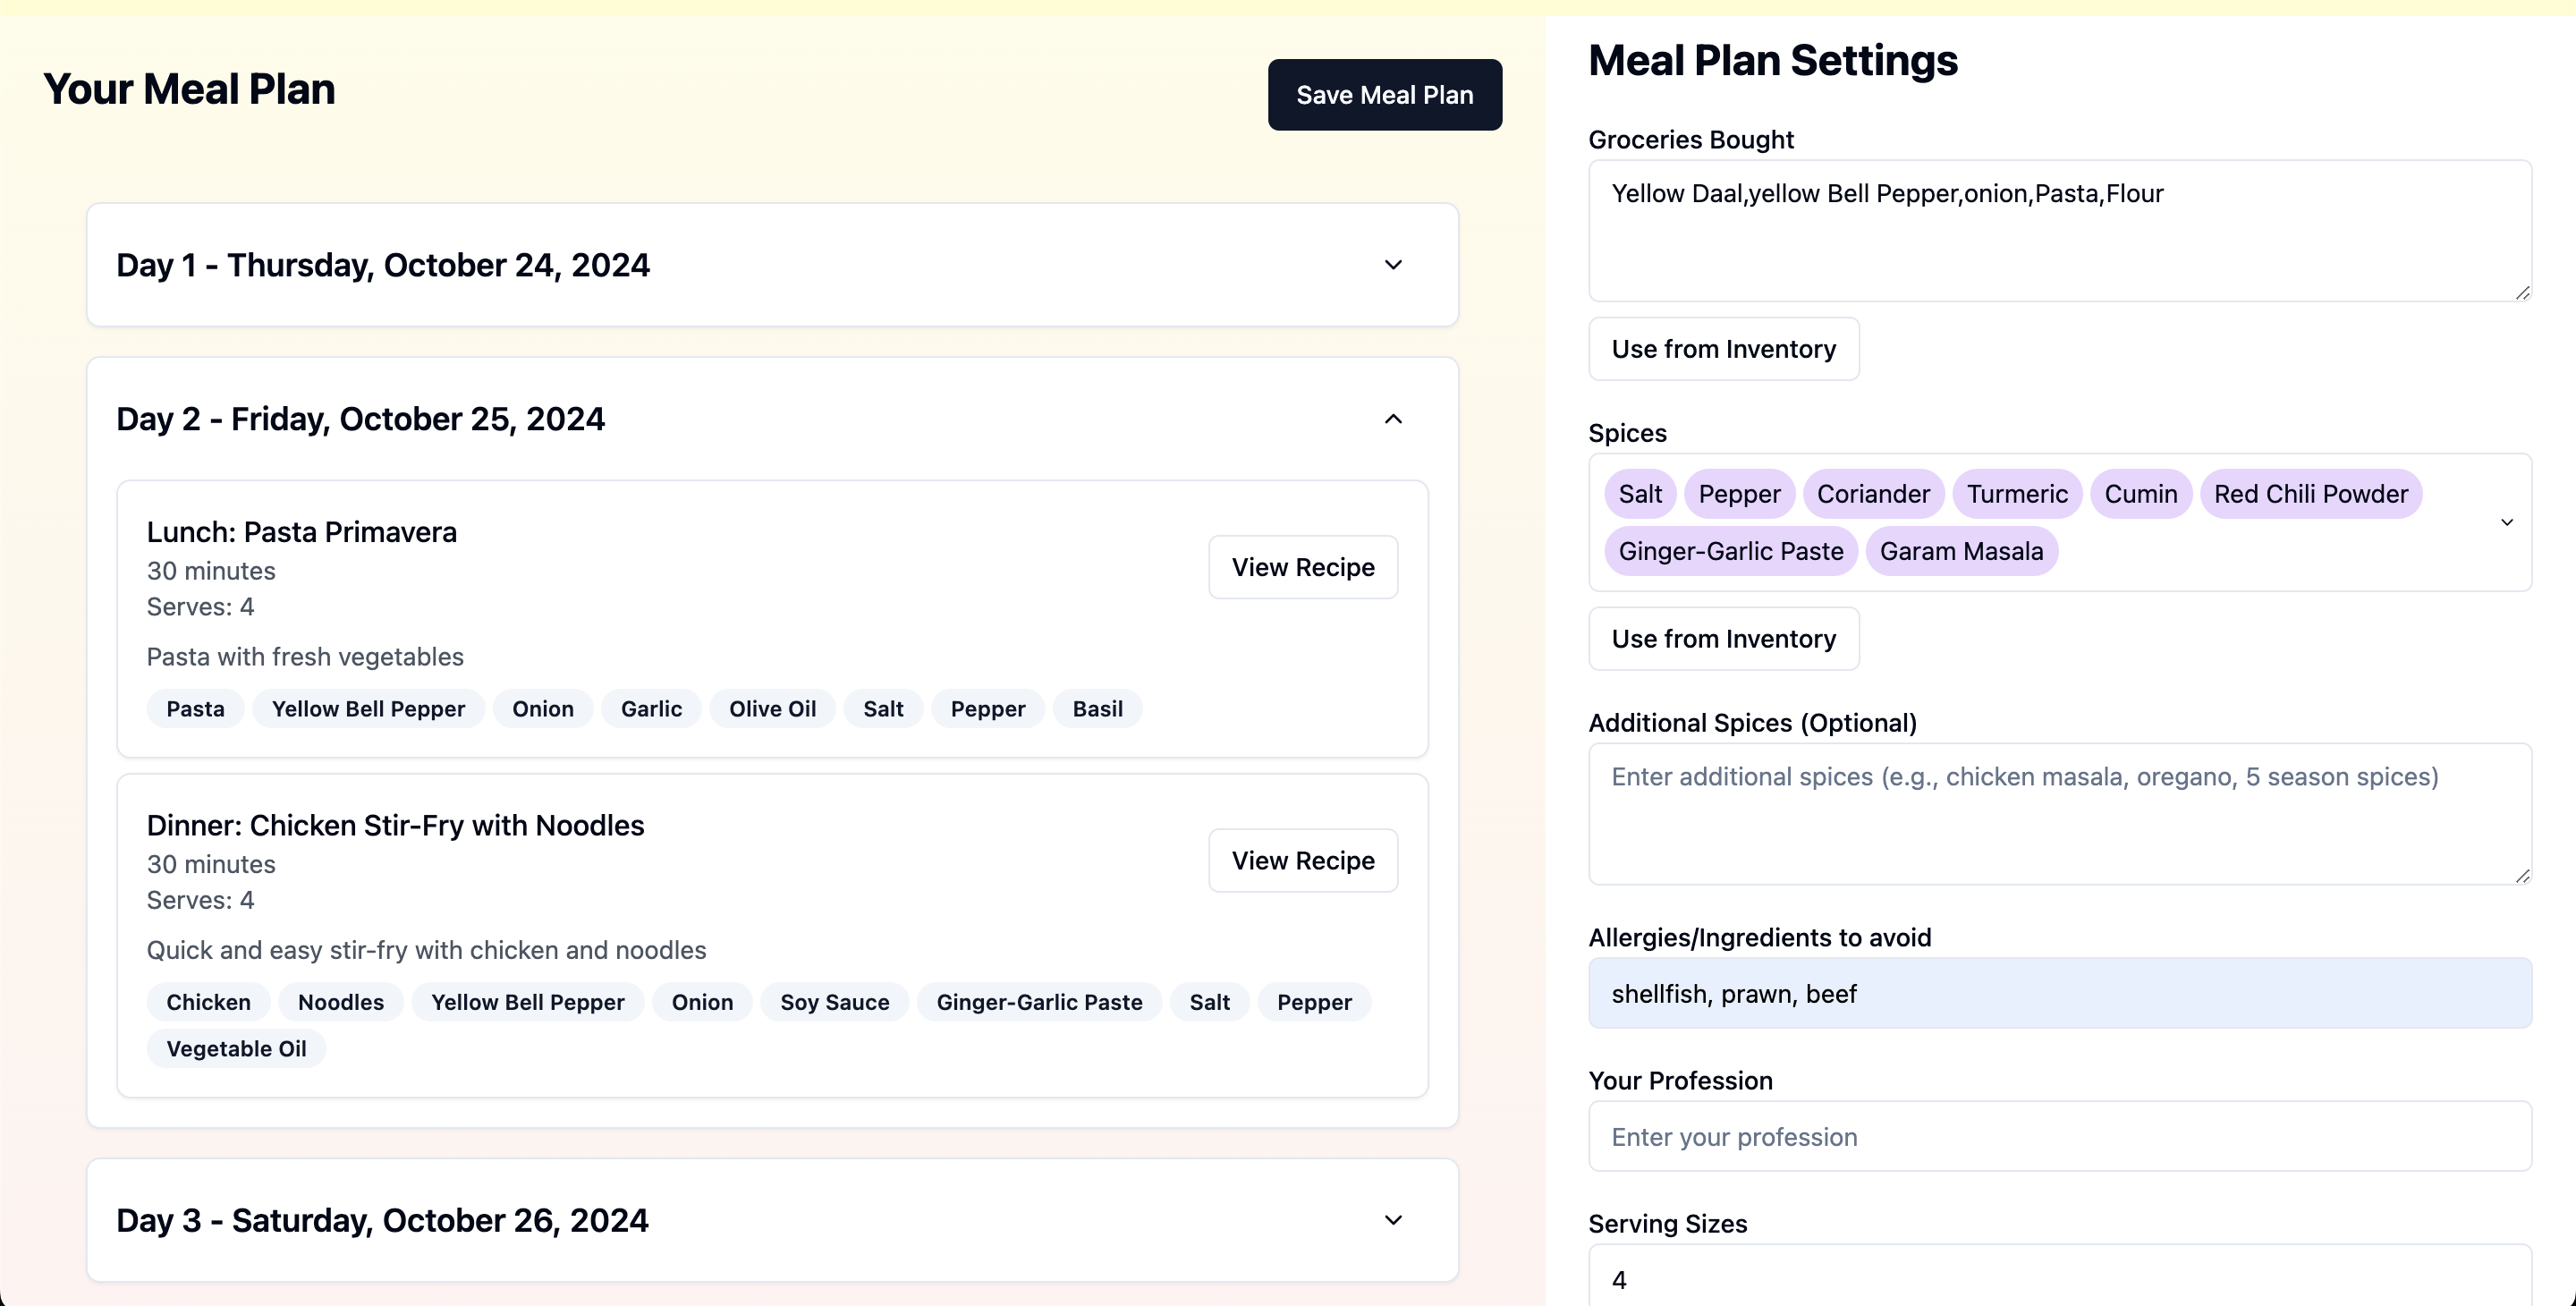 Your Meal Plan
Save Meal Plan
Day 1 - Thursday, October 24, 2024
Day 2 - Friday, October 25, 2024
Lunch: Pasta Primavera
30 minutes
Serves: 4
View Recipe
Pasta with fresh vegetables
Pasta Yellow Bell Pepper Onion Garlic Olive Oil Salt Pepper Basil
Dinner: Chicken Stir-Fry with Noodles
30 minutes
Serves: 4
View Recipe
Quick and easy stir-fry with chicken and noodles
Chicken Noodles Yellow Bell Pepper Onion Soy Sauce Ginger-Garlic Paste Salt Pepper
Vegetable Oil
Day 3 - Saturday, October 26, 2024
Meal Plan Settings
Groceries Bought
Yellow Daal,yellow Bell Pepper,onion,Pasta,Flour
Use from Inventory
Spices
Salt Pepper Coriander Turmeric Cumin Red Chili Powder
Ginger-Garlic Paste Garam Masala
Use from Inventory
Additional Spices (Optional)
Enter additional spices (e.g., chicken masala, oregano, 5 season spices)
Allergies/Ingredients to avoid
shellfish, prawn, beef
Your Profession
Enter your profession
Serving Sizes
4